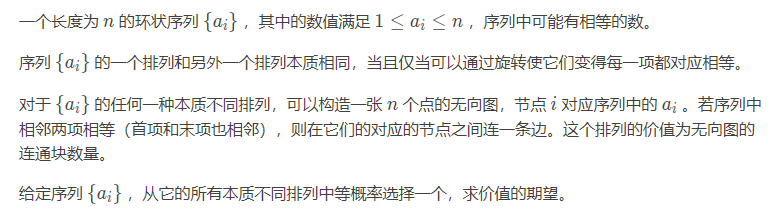 一个长度为 n 的环状序列 {a_i} ，其中的数值满足 1 ≤ a_i ≤ n ，序列中可能有相等的数。
序列 {a_i} 的一个排列和另外一个排列本质相同，当且仅当可以通过旋转使它们变得每一项都对应相等。
对于 {a_i} 的任何一种本质不同排列，可以构造一张 n 个点的无向图，节点 i 对应序列中的 a_i 。若序列中
相邻两项相等（首项和末项也相邻），则在它们的对应的节点之间连一条边。这个排列的价值为无向图的
连通块数量。
给定序列 {a_i} ，从它的所有本质不同排列中等概率选择一个，求价值的期望。